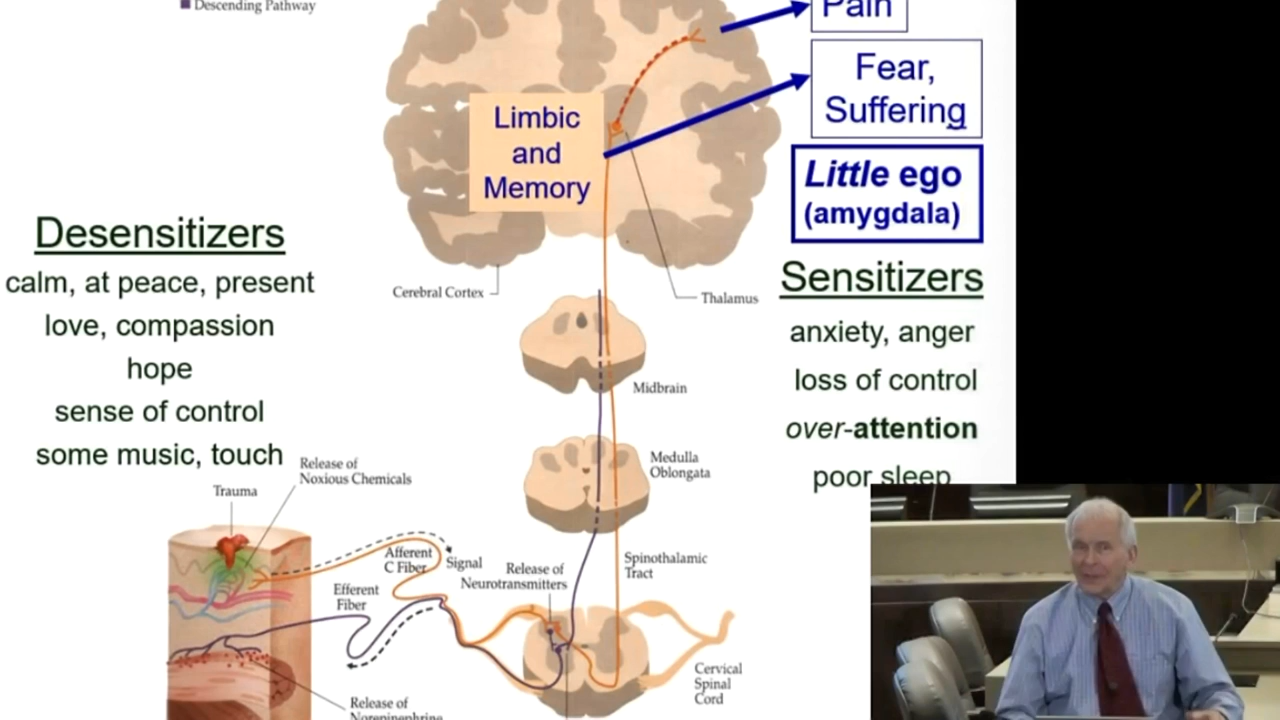 Descending Pathway
Pain
Fear,
Suffering
Limbic
and
Memory
Little ego
(amygdala)
Desensitizers
calm, at peace, present
love, compassion
hope
sense of control
some music, touch
Sensitizers
anxiety, anger
loss of control
over-attention
poor sleep
Cerebral Cortex
Thalamus
Midbrain
Medulla
Oblongata
Release of
Noxious Chemicals
Trauma
Afferent
C Fiber
Signal
Efferent
Fiber
Release of
Neurotransmitters
Spinothalamic
Tract
Cervical
Spinal
Cord
Release of
Norepinephrine